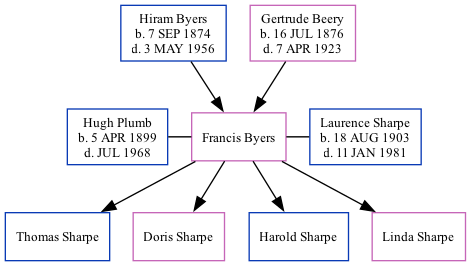 Hiram Byers
b. 7 SEP 1874
d. 3 MAY 1956
Gertrude Beery
b. 16 JUL 1876
d. 7 APR 1923
Hugh Plumb
b. 5 APR 1899
d. JUL 1968
Francis Byers
Laurence Sharpe
b. 18 AUG 1903
d. 11 JAN 1981
Thomas Sharpe
Doris Sharpe
Harold Sharpe
Linda Sharpe